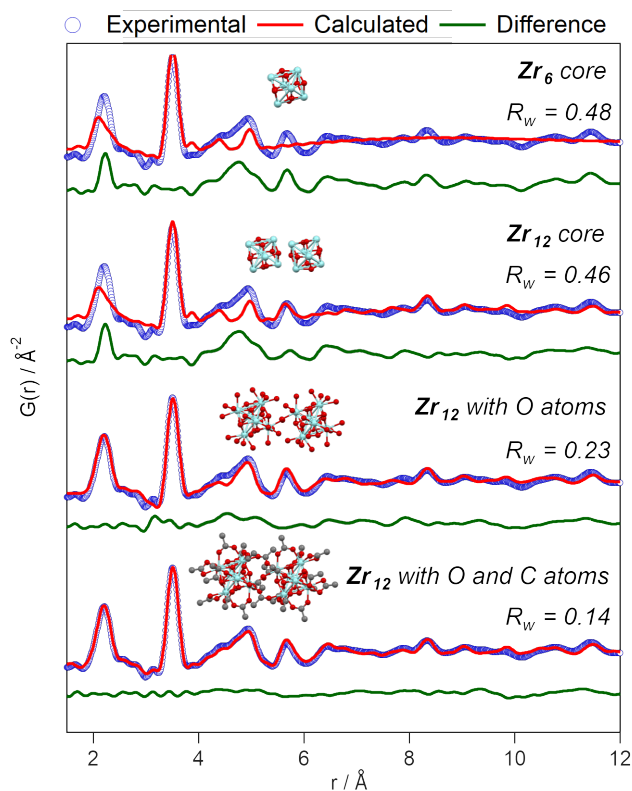 Experimental Calculated Difference
Zr6 core
Rw = 0.48
Zr12 core
Rw = 0.46
Zr12 with O atoms
Rw = 0.23
Zr12 with O and C atoms
Rw = 0.14
G(r) / Å-2
2 4 6 8 10 12
r / Å